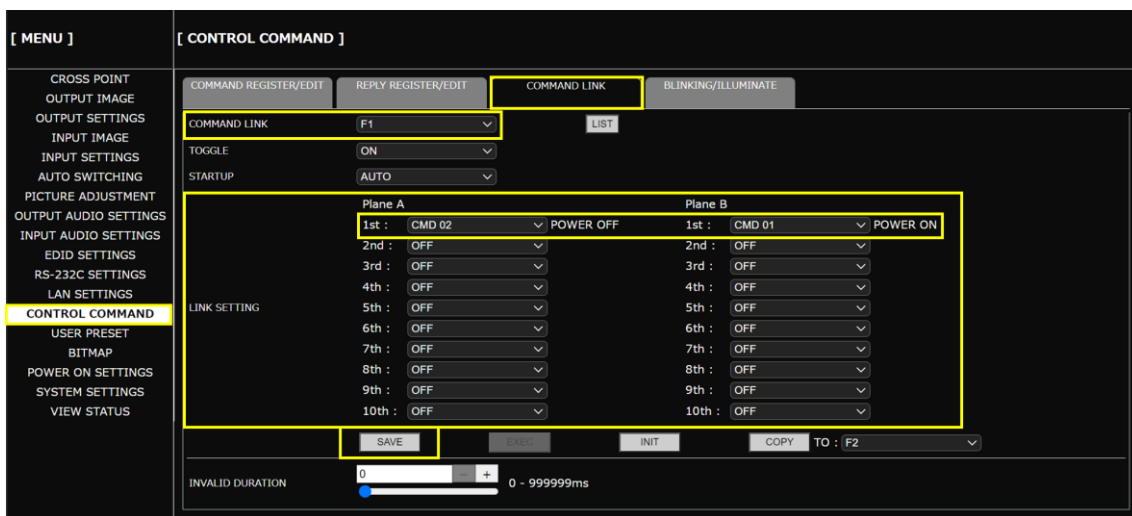 [ MENU ]
[ CONTROL COMMAND ]
CROSS POINT
OUTPUT IMAGE
OUTPUT SETTINGS
INPUT IMAGE
INPUT SETTINGS
AUTO SWITCHING
PICTURE ADJUSTMENT
OUTPUT AUDIO SETTINGS
INPUT AUDIO SETTINGS
EDID SETTINGS
RS-232C SETTINGS
LAN SETTINGS
CONTROL COMMAND
USER PRESET
BITMAP
POWER ON SETTINGS
SYSTEM SETTINGS
VIEW STATUS
COMMAND REGISTER/EDIT REPLY REGISTER/EDIT COMMAND LINK BLINKING/ILLUMINATE
COMMAND LINK F1 LIST
TOGGLE ON
STARTUP AUTO
LINK SETTING
Plane A Plane B
1st : CMD 02 POWER OFF 1st : CMD 01 POWER ON
2nd : OFF 2nd : OFF
3rd : OFF 3rd : OFF
4th : OFF 4th : OFF
5th : OFF 5th : OFF
6th : OFF 6th : OFF
7th : OFF 7th : OFF
8th : OFF 8th : OFF
9th : OFF 9th : OFF
10th : OFF 10th : OFF
SAVE EXEC INIT COPY TO : F2
INVALID DURATION 0 - + 0 - 999999ms